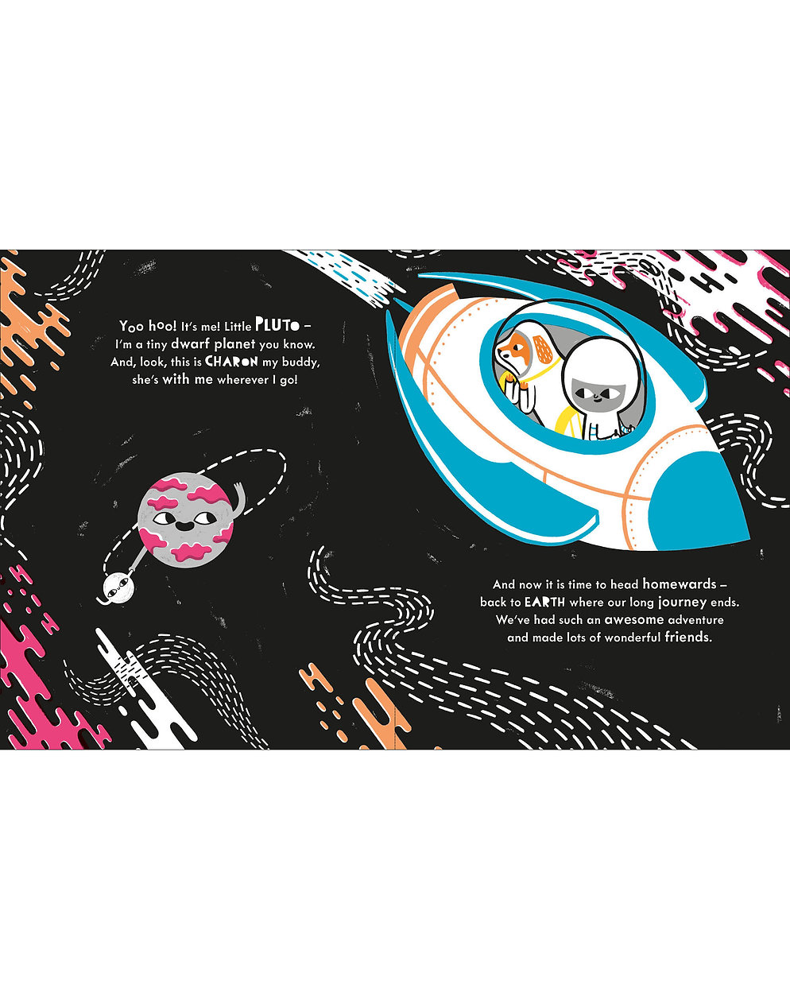 Yoo hoo! It's me! Little PLUTO –
I'm a tiny dwarf planet you know.
And, look, this is CHARON my buddy,
she's with me wherever I go!
And now it is time to head homewards –
back to EARTH where our long journey ends.
We've had such an awesome adventure
and made lots of wonderful friends.